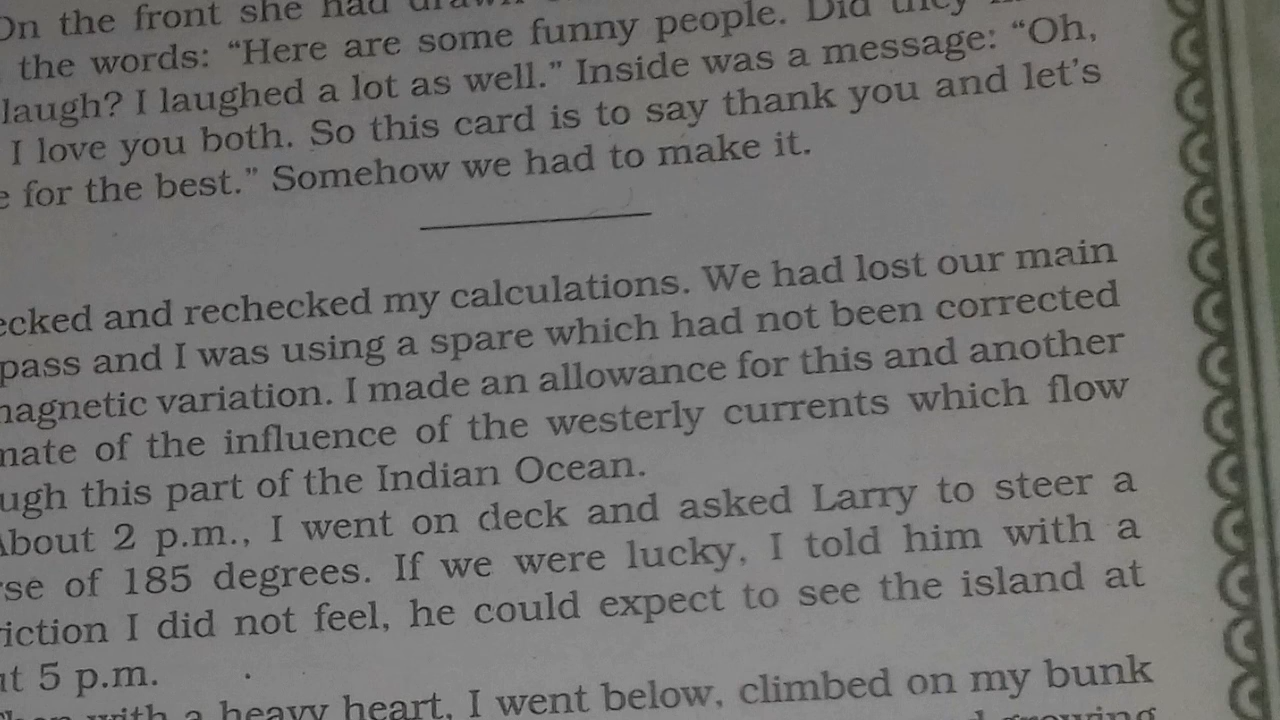 On the front she had drawn
the words: “Here are some funny people. Did they
laugh? I laughed a lot as well.” Inside was a message: “Oh,
I love you both. So this card is to say thank you and let’s
e for the best.” Somehow we had to make it.
ecked and rechecked my calculations. We had lost our main
pass and I was using a spare which had not been corrected
nagnetic variation. I made an allowance for this and another
nate of the influence of the westerly currents which flow
ugh this part of the Indian Ocean.
About 2 p.m., I went on deck and asked Larry to steer a
rse of 185 degrees. If we were lucky, I told him with a
iction I did not feel, he could expect to see the island at
ut 5 p.m.
with a heavy heart, I went below, climbed on my bunk